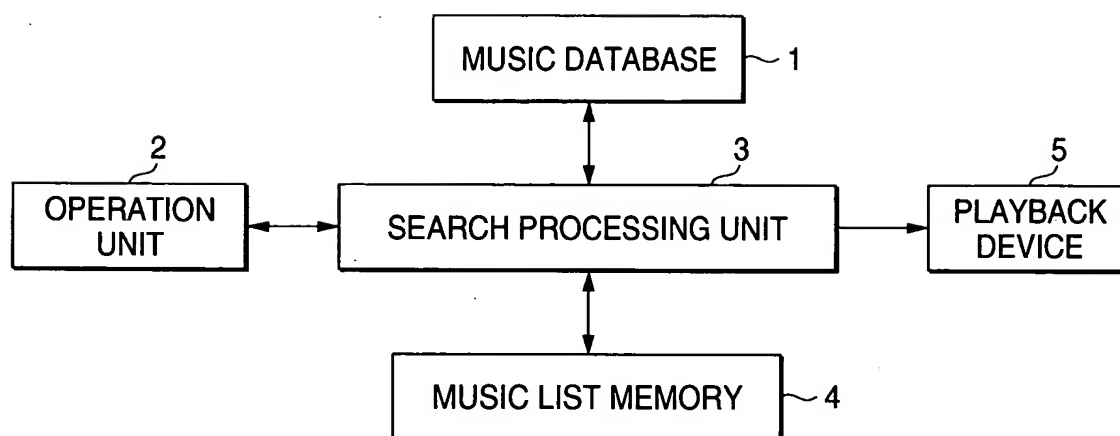 MUSIC DATABASE
1
2
3
5
OPERATION
UNIT
SEARCH PROCESSING UNIT
PLAYBACK
DEVICE
MUSIC LIST MEMORY
4